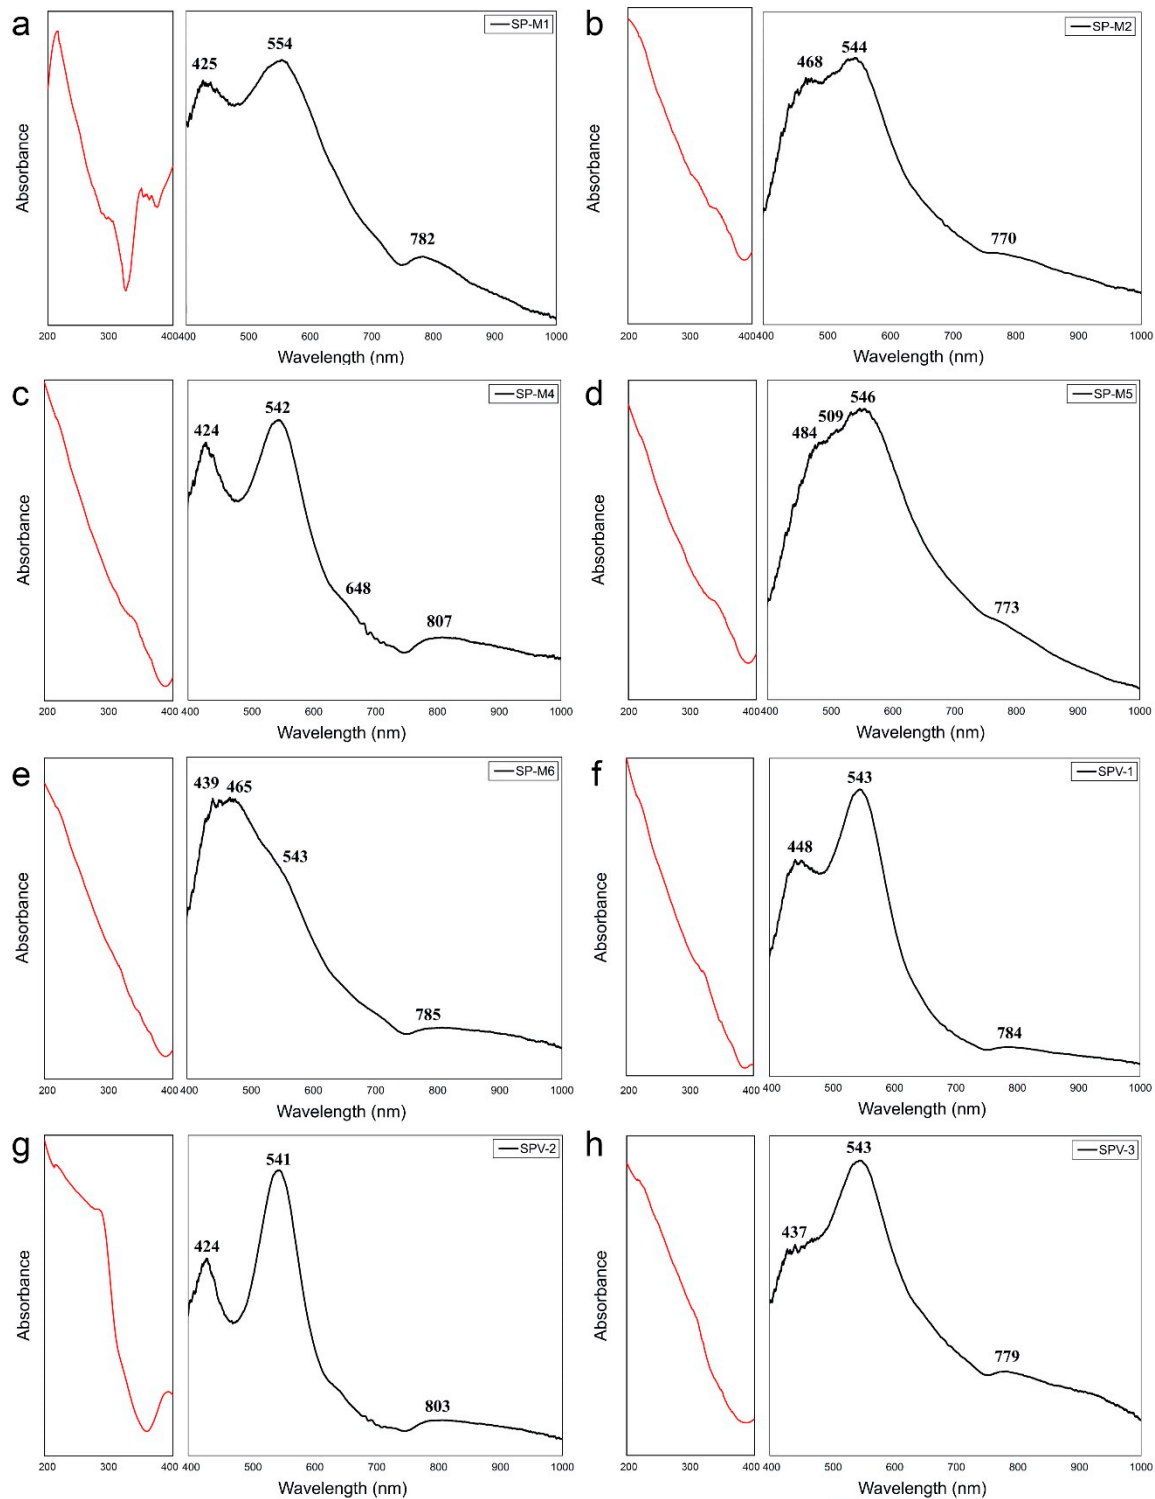 a
SP-M1
425
554
782
Absorbance
200 300 400 400 500 600 700 800 900 1000
Wavelength (nm)
b
SP-M2
468
544
770
Absorbance
200 300 400 500 600 700 800 900 1000
Wavelength (nm)
c
SP-M4
424
542
648
807
Absorbance
200 300 400 400 500 600 700 800 900 1000
Wavelength (nm)
d
SP-M5
484
509
546
773
Absorbance
200 300 400 500 600 700 800 900 1000
Wavelength (nm)
e
SP-M6
439
465
543
785
Absorbance
200 300 400 400 500 600 700 800 900 1000
Wavelength (nm)
f
SPV-1
448
543
784
Absorbance
200 300 400 400 500 600 700 800 900 1000
Wavelength (nm)
g
SPV-2
424
541
803
Absorbance
200 300 400 400 500 600 700 800 900 1000
Wavelength (nm)
h
SPV-3
437
543
779
Absorbance
200 300 400 400 500 600 700 800 900 1000
Wavelength (nm)